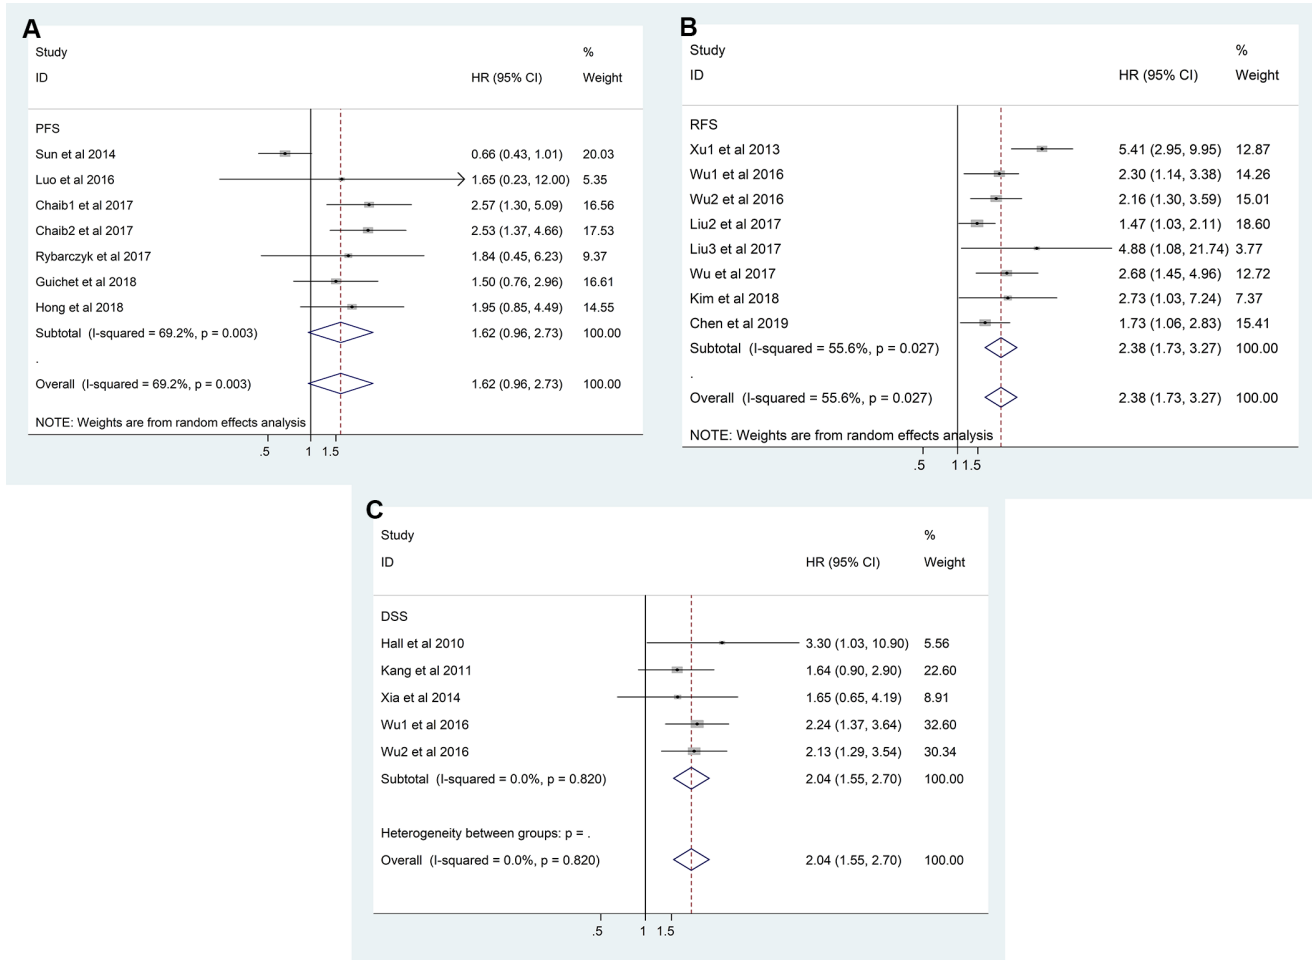 A
Study %
ID HR (95% CI) Weight
PFS
Sun et al 2014 0.66 (0.43, 1.01) 20.03
Luo et al 2016 1.65 (0.23, 12.00) 5.35
Chaib1 et al 2017 2.57 (1.30, 5.09) 16.56
Chaib2 et al 2017 2.53 (1.37, 4.66) 17.53
Rybarczyk et al 2017 1.84 (0.45, 6.23) 9.37
Guichet et al 2018 1.50 (0.76, 2.96) 16.61
Hong et al 2018 1.95 (0.85, 4.49) 14.55
Subtotal (I-squared = 69.2%, p = 0.003) 1.62 (0.96, 2.73) 100.00
.
Overall (I-squared = 69.2%, p = 0.003) 1.62 (0.96, 2.73) 100.00
NOTE: Weights are from random effects analysis
.5 1 1.5
B
Study %
ID HR (95% CI) Weight
RFS
Xu1 et al 2013 5.41 (2.95, 9.95) 12.87
Wu1 et al 2016 2.30 (1.14, 3.38) 14.26
Wu2 et al 2016 2.16 (1.30, 3.59) 15.01
Liu2 et al 2017 1.47 (1.03, 2.11) 18.60
Liu3 et al 2017 4.88 (1.08, 21.74) 3.77
Wu et al 2017 2.68 (1.45, 4.96) 12.72
Kim et al 2018 2.73 (1.03, 7.24) 7.37
Chen et al 2019 1.73 (1.06, 2.83) 15.41
Subtotal (I-squared = 55.6%, p = 0.027) 2.38 (1.73, 3.27) 100.00
.
Overall (I-squared = 55.6%, p = 0.027) 2.38 (1.73, 3.27) 100.00
NOTE: Weights are from random effects analysis
.5 1 1.5
C
Study %
ID HR (95% CI) Weight
DSS
Hall et al 2010 3.30 (1.03, 10.90) 5.56
Kang et al 2011 1.64 (0.90, 2.90) 22.60
Xia et al 2014 1.65 (0.65, 4.19) 8.91
Wu1 et al 2016 2.24 (1.37, 3.64) 32.60
Wu2 et al 2016 2.13 (1.29, 3.54) 30.34
Subtotal (I-squared = 0.0%, p = 0.820) 2.04 (1.55, 2.70) 100.00
Heterogeneity between groups: p = .
Overall (I-squared = 0.0%, p = 0.820) 2.04 (1.55, 2.70) 100.00
.5 1 1.5